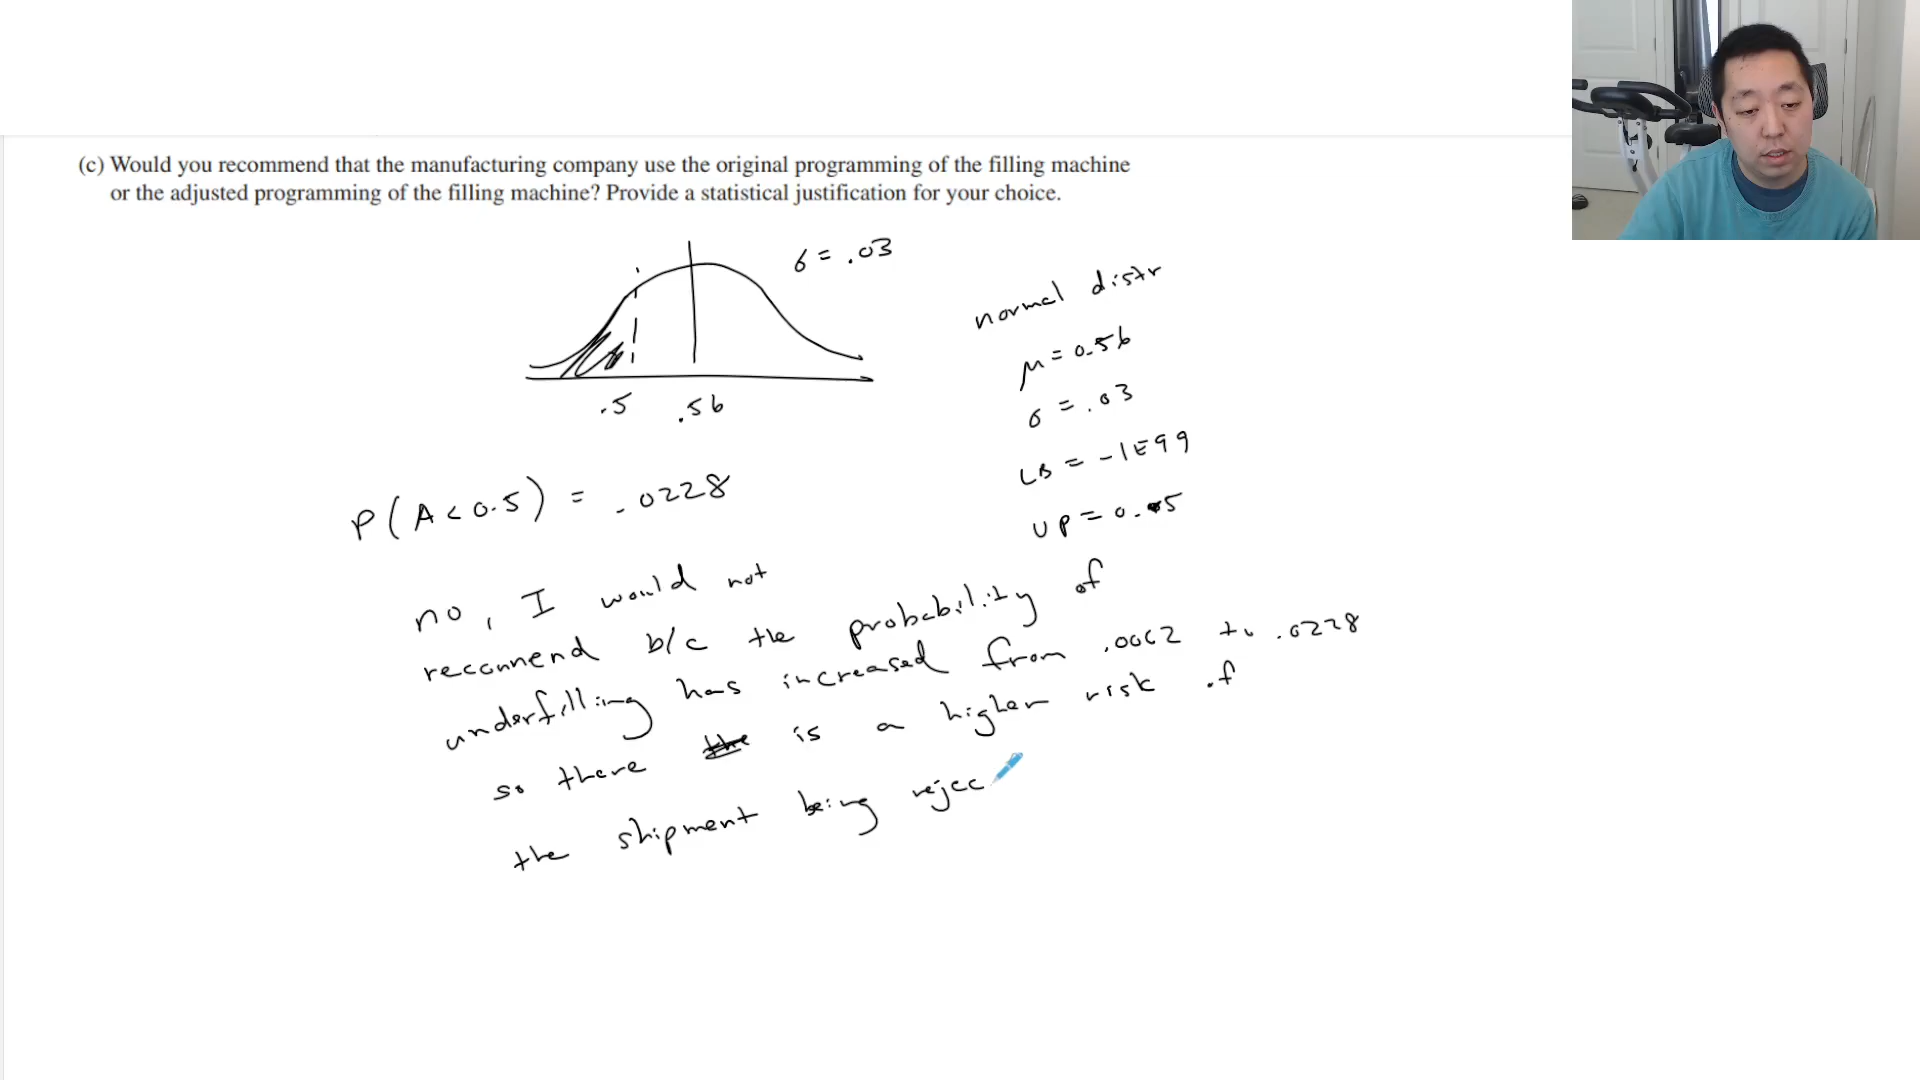 (c) Would you recommend that the manufacturing company use the original programming of the filling machine
or the adjusted programming of the filling machine? Provide a statistical justification for your choice.
σ = .03
.5 .56
normal distr
μ = 0.56
σ = .03
LB = -1E99
UP = 0.5
P(A < 0.5) = .0228
no, I would not
recommend b/c the probability of
underfilling has increased from .0062 to .0228
so there is a higher risk of
the shipment being rejec